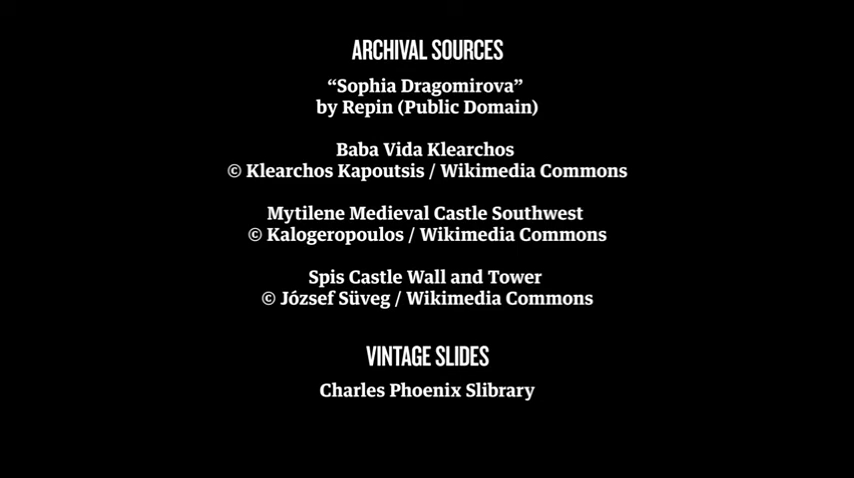 ARCHIVAL SOURCES
“Sophia Dragomirova”
by Repin (Public Domain)
Baba Vida Klearchos
© Klearchos Kapoutsis / Wikimedia Commons
Mytilene Medieval Castle Southwest
© Kalogeropoulos / Wikimedia Commons
Spis Castle Wall and Tower
© József Süveg / Wikimedia Commons
VINTAGE SLIDES
Charles Phoenix Slibrary